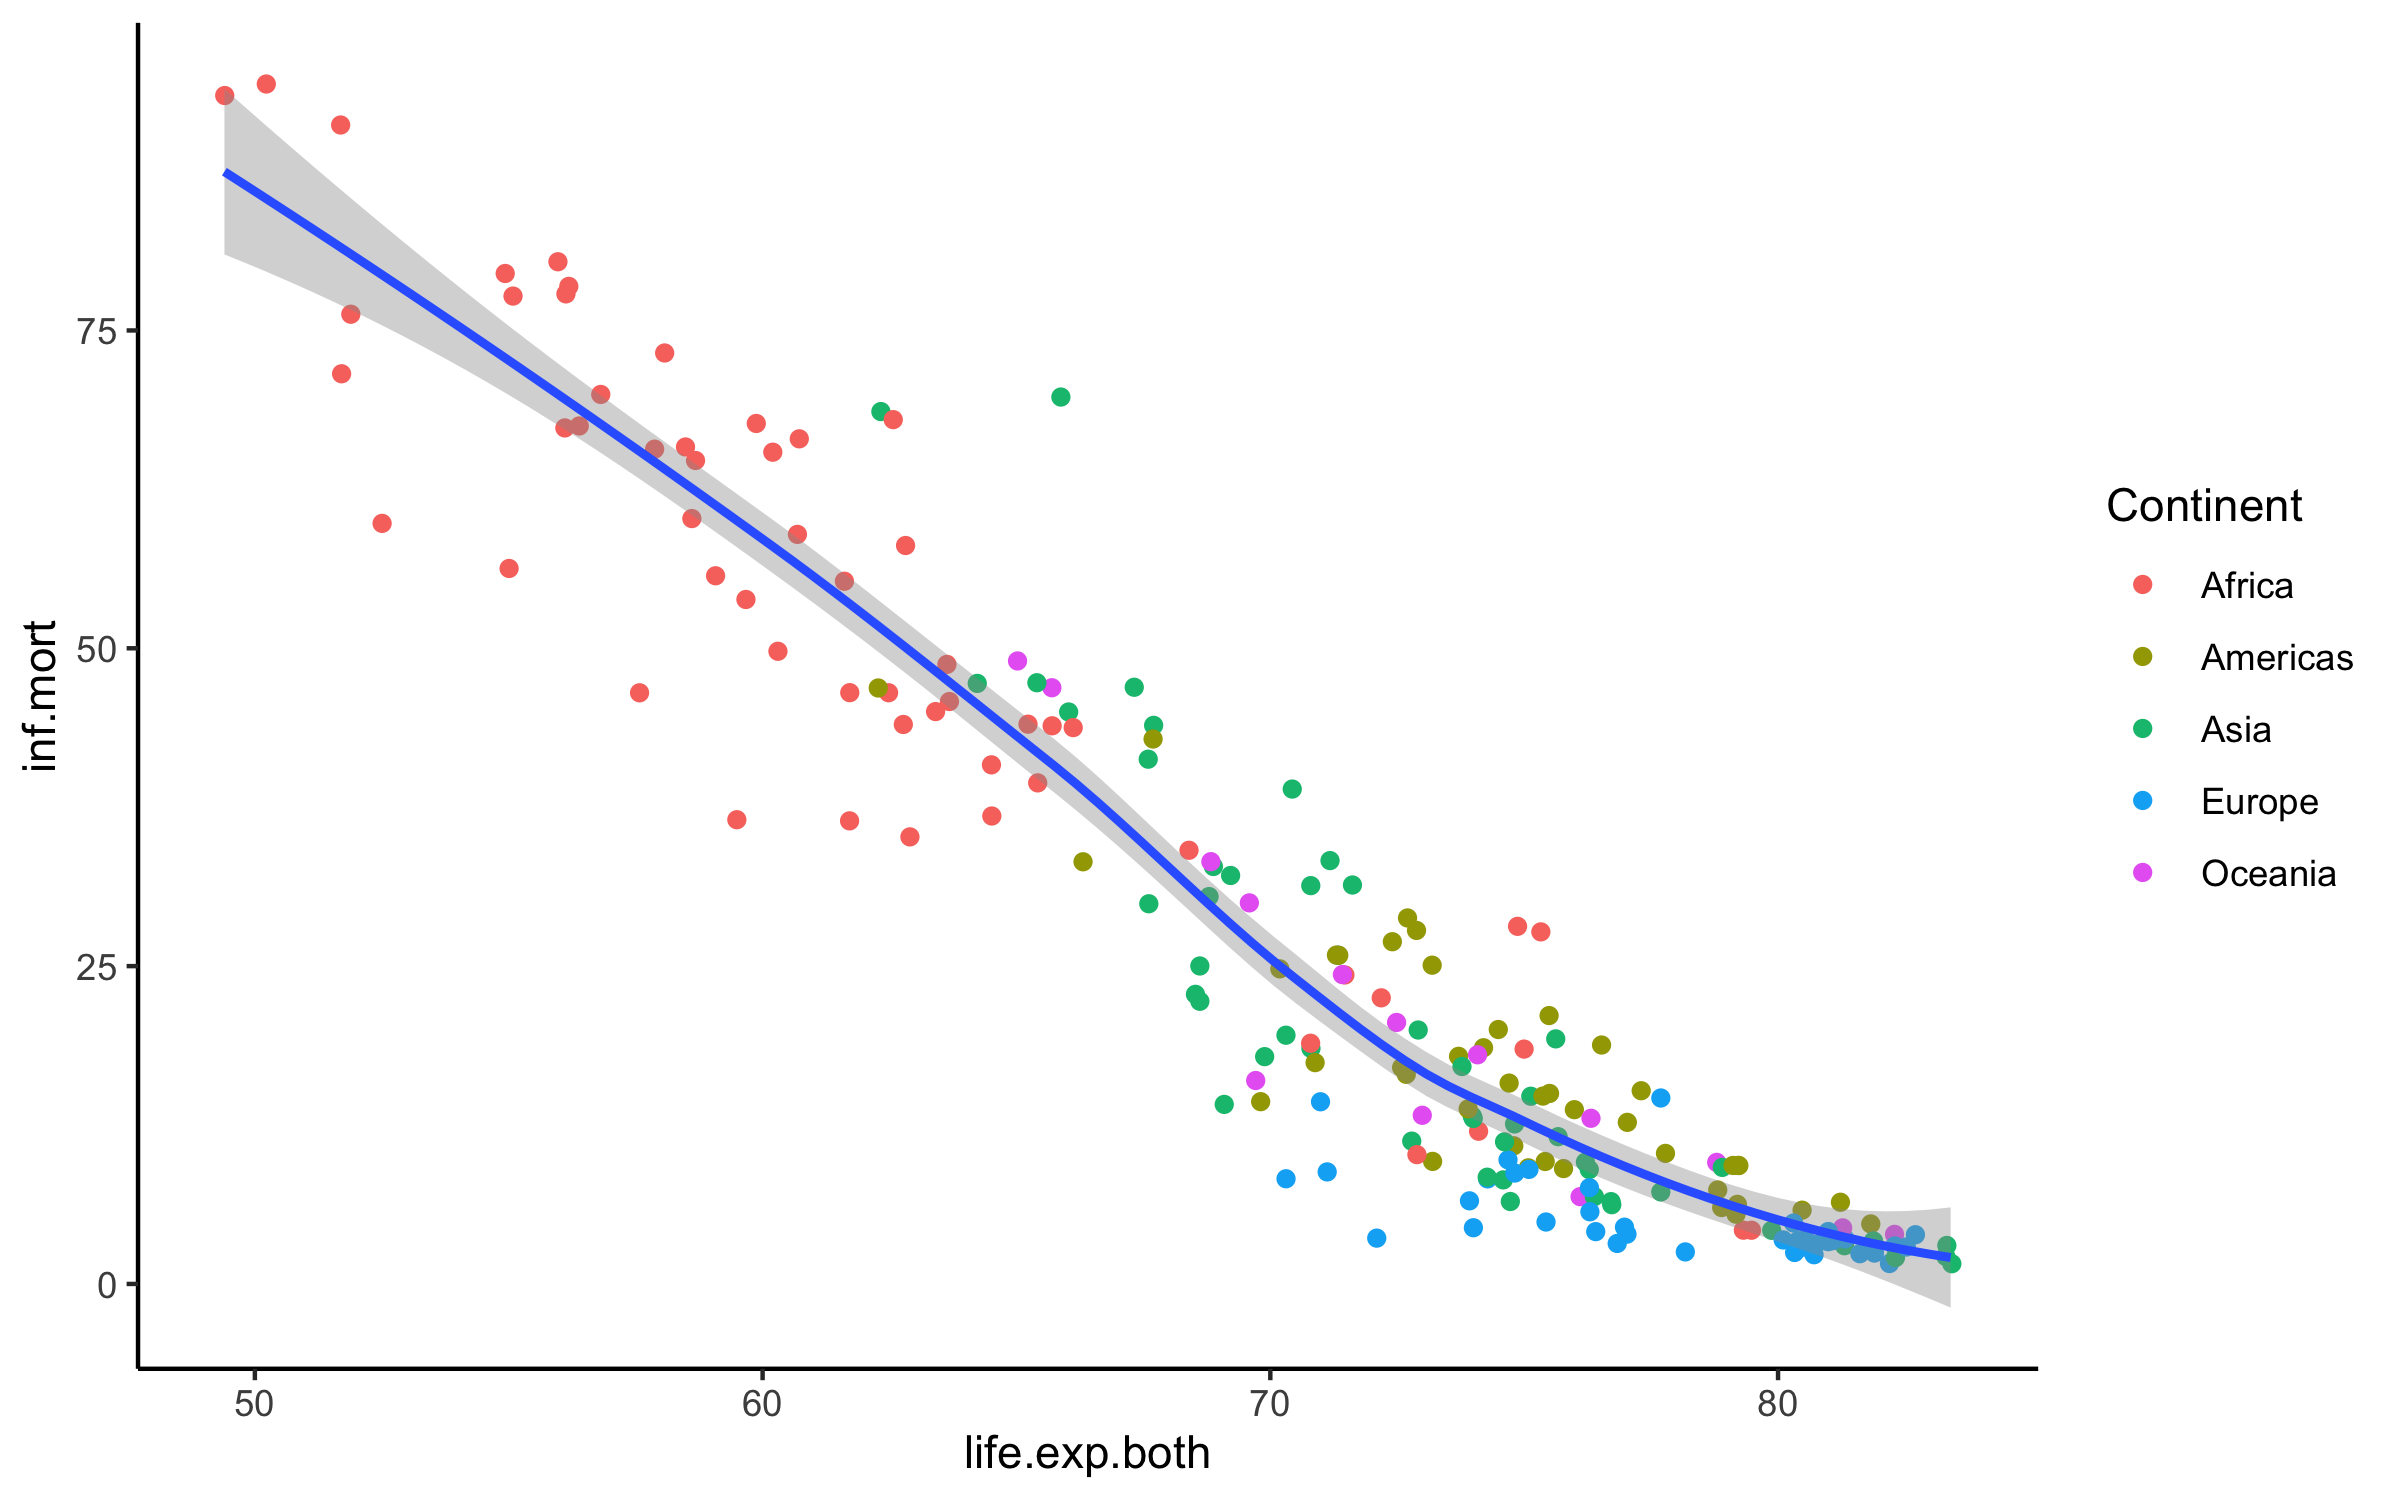 inf.mort
75
50
25
0
50 60 70 80
life.exp.both
Continent
Africa
Americas
Asia
Europe
Oceania